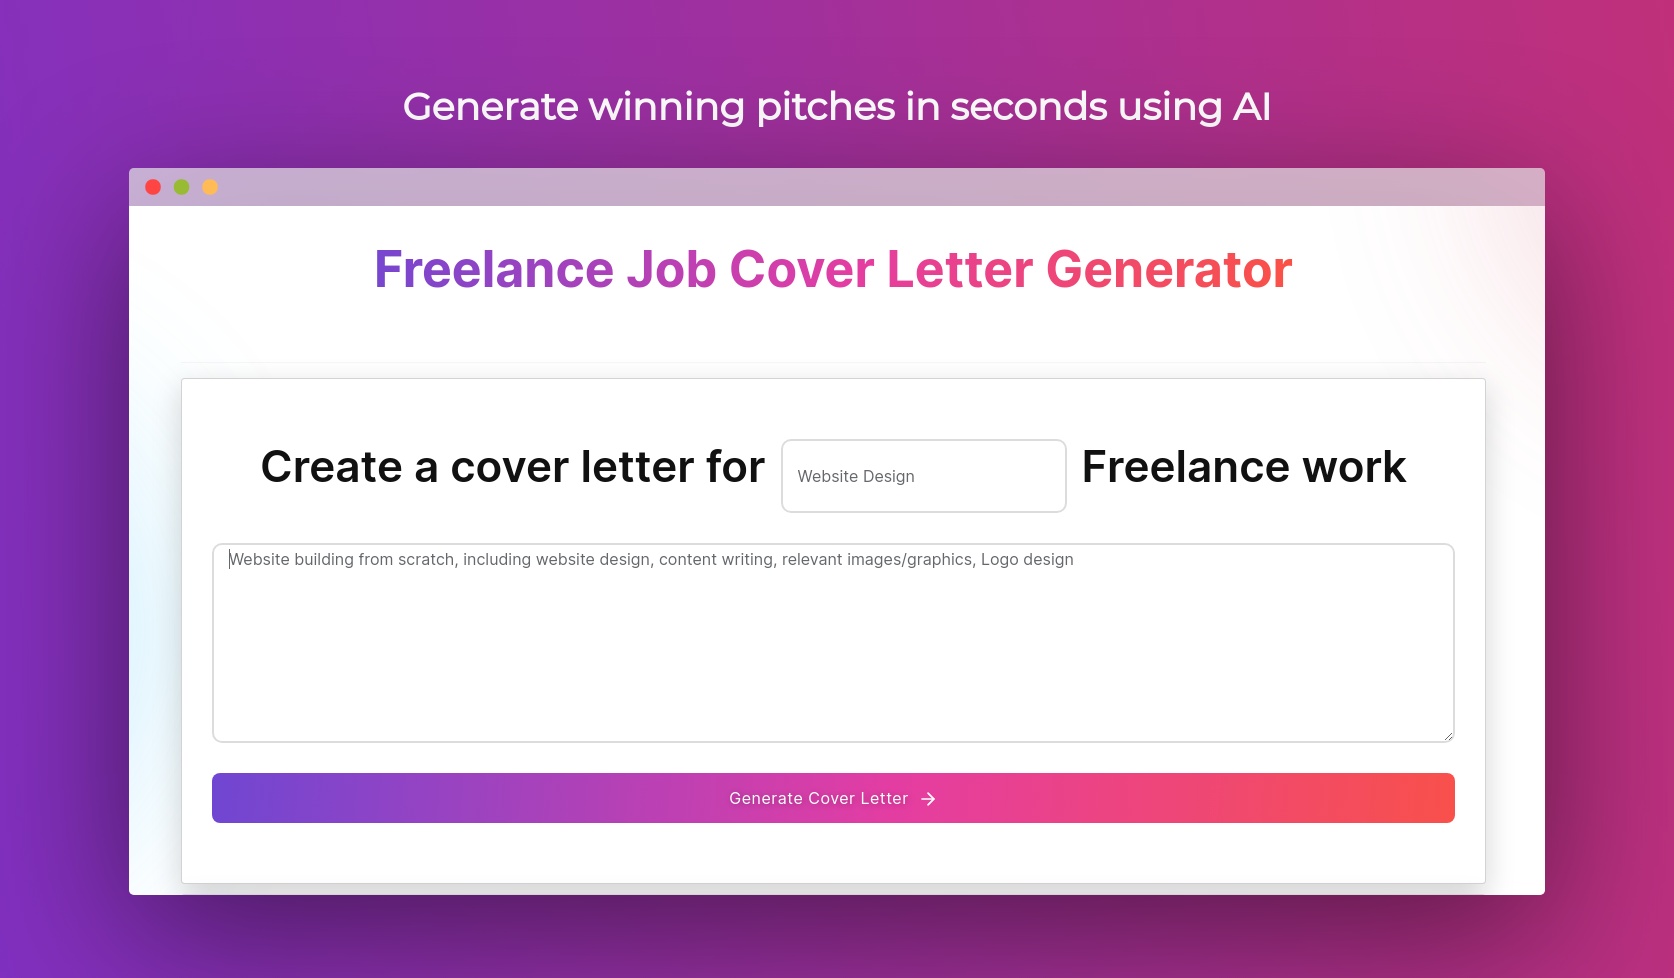 Generate winning pitches in seconds using AI
Freelance Job Cover Letter Generator
Create a cover letter for Website Design Freelance work
Website building from scratch, including website design, content writing, relevant images/graphics, Logo design
Generate Cover Letter →